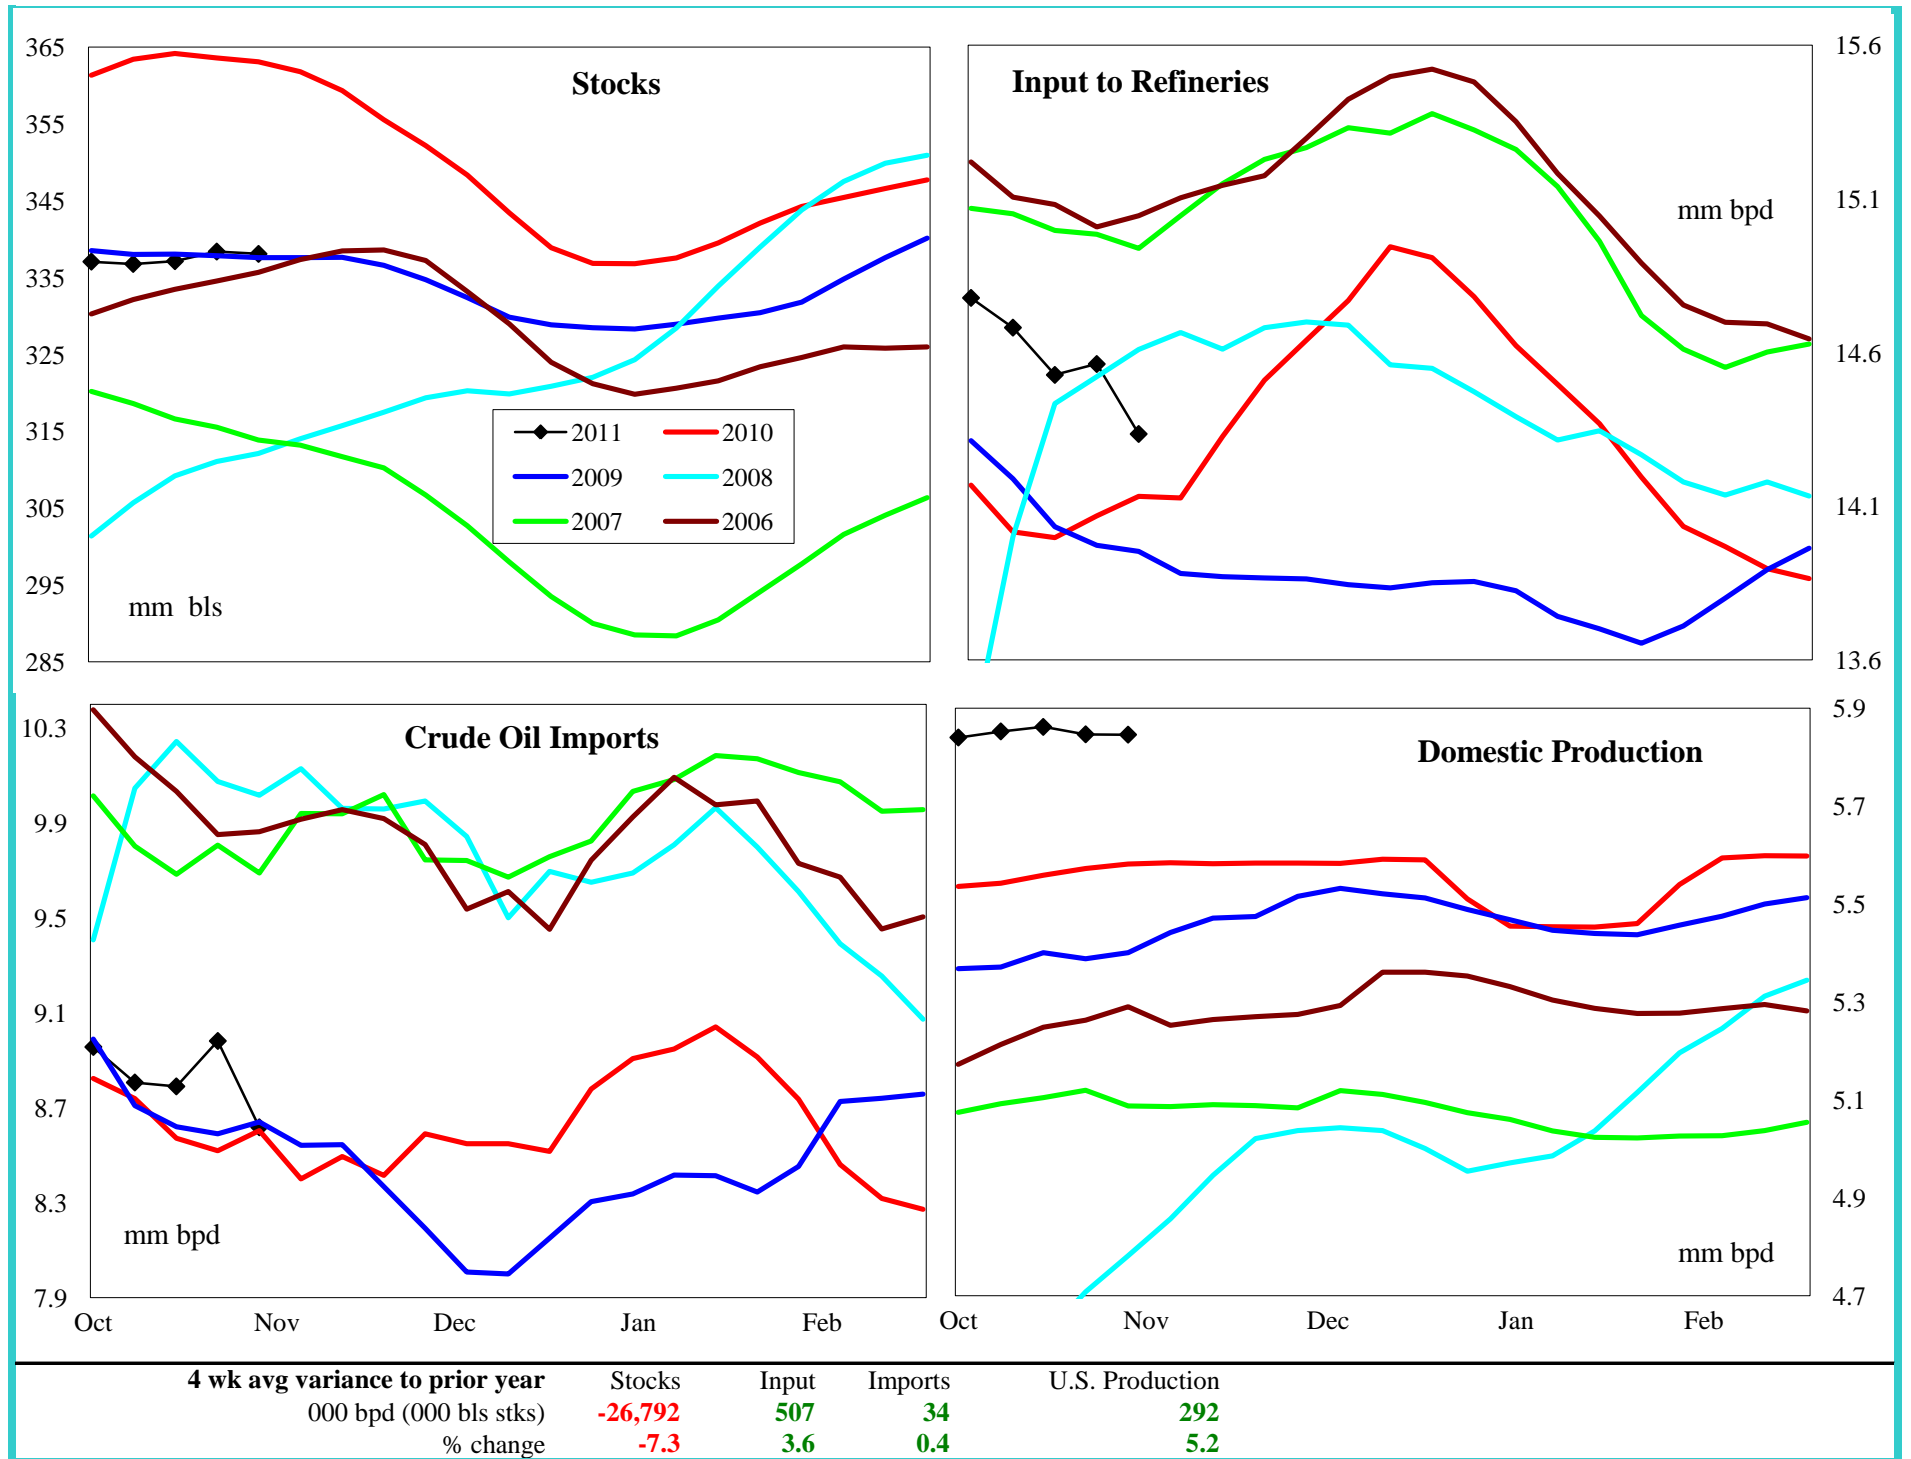 Stocks
365
355
345
335
325
315
305
295
285
mm bls
2011 2010
2009 2008
2007 2006
Input to Refineries
mm bpd
15.6
15.1
14.6
14.1
13.6
Crude Oil Imports
10.3
9.9
9.5
9.1
8.7
8.3
7.9
mm bpd
Oct Nov Dec Jan Feb
Domestic Production
5.9
5.7
5.5
5.3
5.1
4.9
4.7
mm bpd
Oct Nov Dec Jan Feb
4 wk avg variance to prior year Stocks Input Imports U.S. Production
000 bpd (000 bls stks) -26,792 507 34 292
% change -7.3 3.6 0.4 5.2